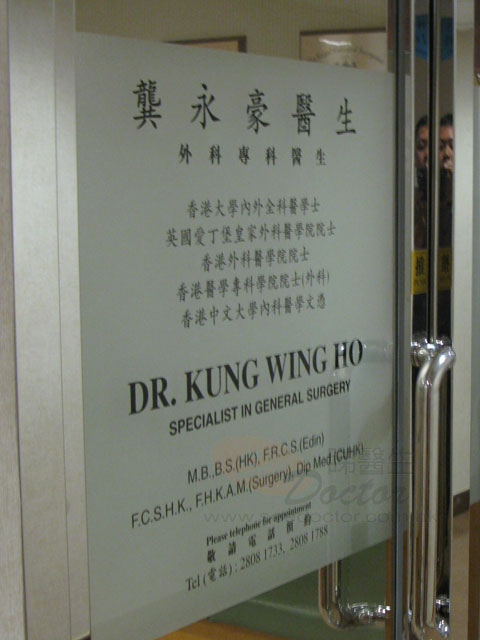 龔永豪醫生
外科專科醫生
香港大學內外全科醫學士
英國愛丁堡皇家外科醫學院院士
香港外科醫學院院士
香港醫學專科學院院士(外科)
香港中文大學內科醫學文憑
DR. KUNG WING HO
SPECIALIST IN GENERAL SURGERY
M.B.,B.S.(HK), F.R.C.S.(Edin)
F.C.S.H.K., F.H.K.A.M.(Surgery), Dip Med (CUHK)
Please telephone for appointment
敬請電話預約
Tel (電話) : 2808 1733, 2808 1788